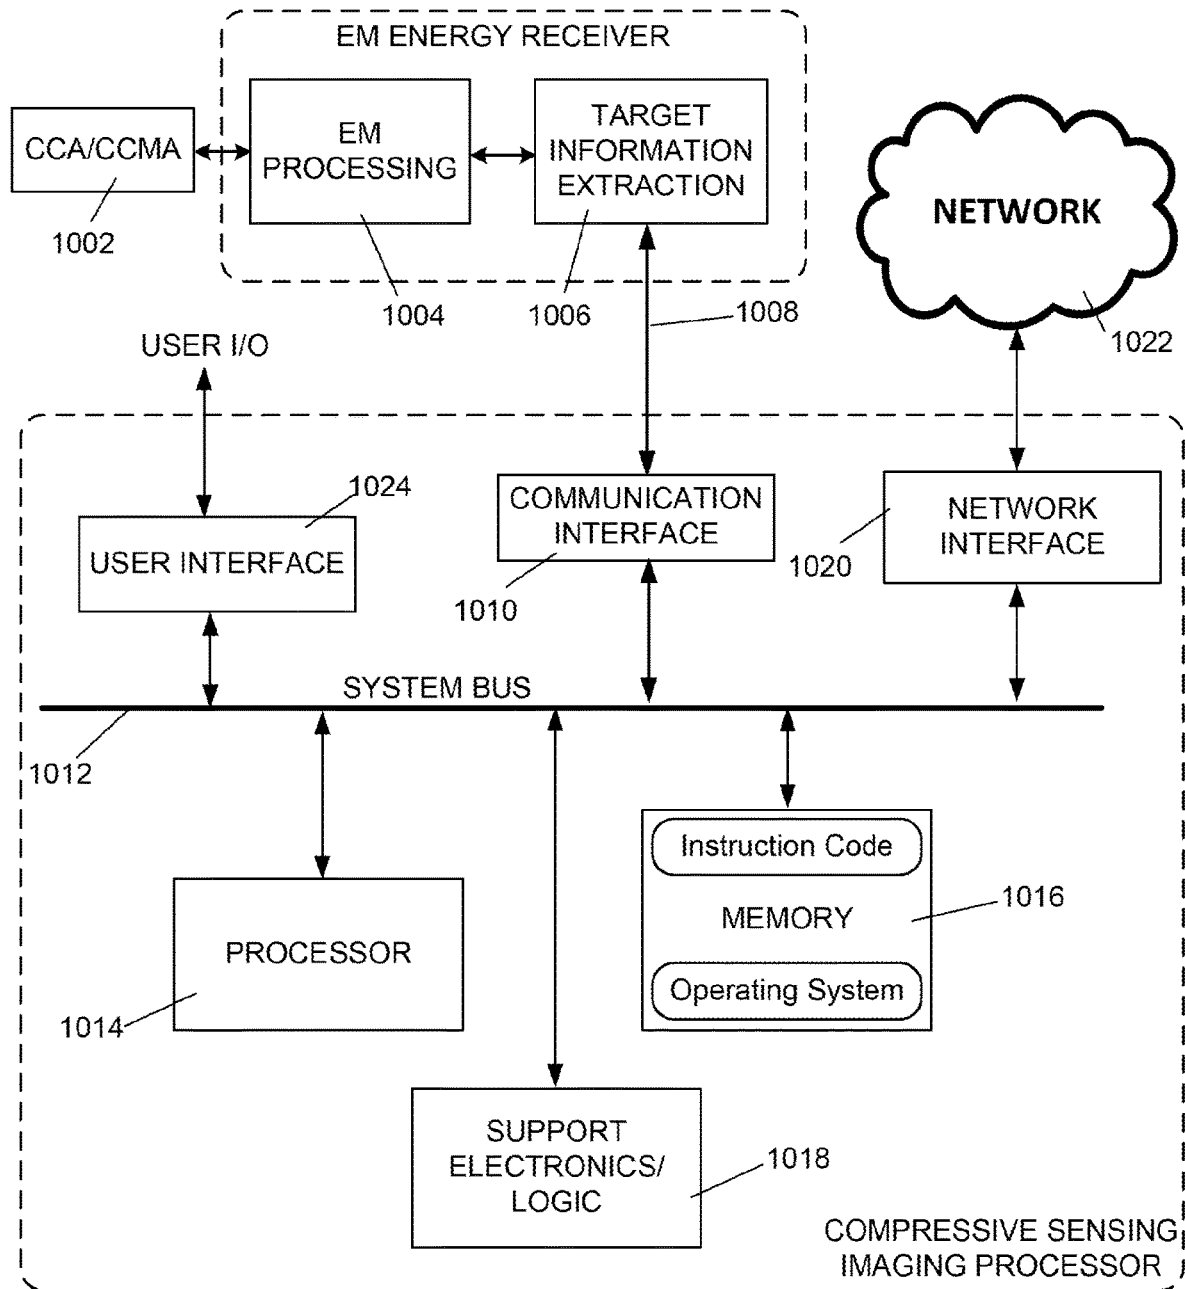 EM ENERGY RECEIVER
CCA/CCMA
1002
EM
PROCESSING
1004
TARGET
INFORMATION
EXTRACTION
1006
1008
NETWORK
1022
USER I/O
1024
USER INTERFACE
COMMUNICATION
INTERFACE
1010
NETWORK
INTERFACE
1020
SYSTEM BUS
1012
PROCESSOR
1014
Instruction Code
MEMORY
Operating System
1016
SUPPORT
ELECTRONICS/
LOGIC
1018
COMPRESSIVE SENSING
IMAGING PROCESSOR